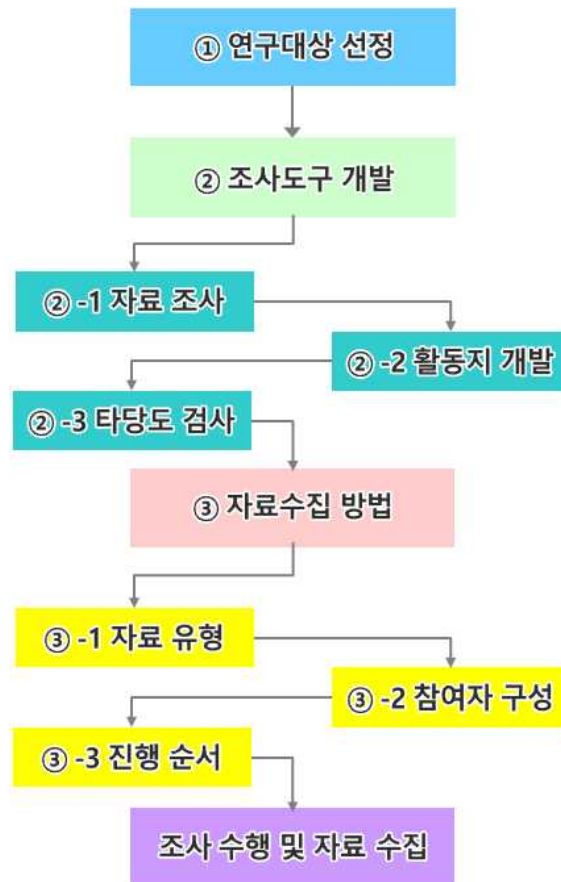 ① 연구대상 선정
② 조사도구 개발
② -1 자료 조사
② -2 활동지 개발
② -3 타당도 검사
③ 자료수집 방법
③ -1 자료 유형
③ -2 참여자 구성
③ -3 진행 순서
조사 수행 및 자료 수집